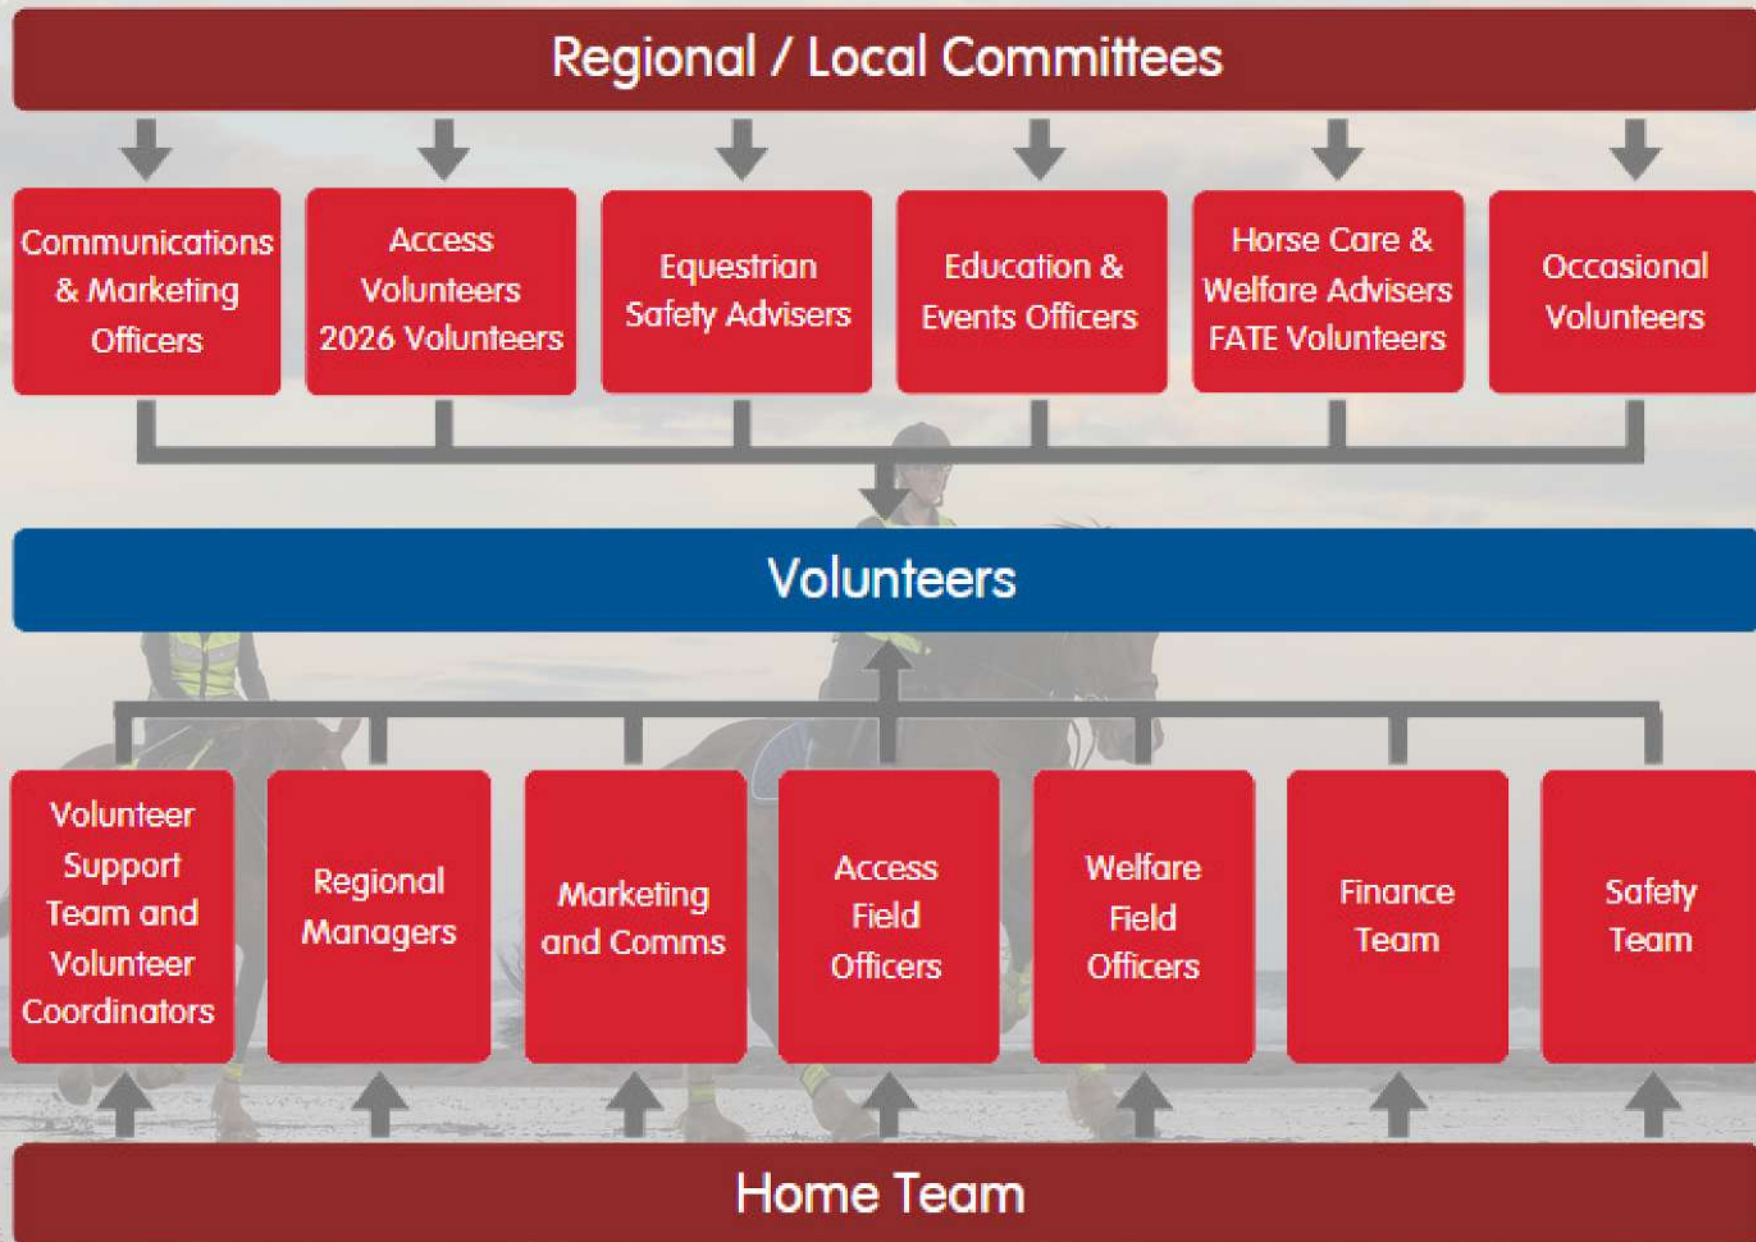 Regional / Local Committees
Communications
& Marketing
Officers
Access
Volunteers
2026 Volunteers
Equestrian
Safety Advisers
Education &
Events Officers
Horse Care &
Welfare Advisers
FATE Volunteers
Occasional
Volunteers
Volunteers
Volunteer
Support
Team and
Volunteer
Coordinators
Regional
Managers
Marketing
and Comms
Access
Field
Officers
Welfare
Field
Officers
Finance
Team
Safety
Team
Home Team